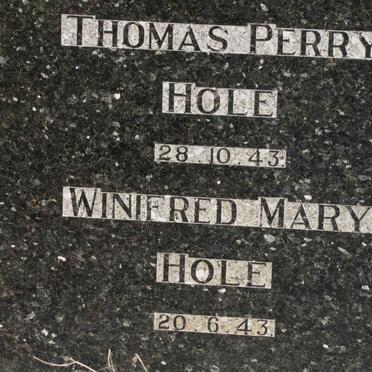 THOMAS PERRY
HOLE
28.10.43.
WINIFRED MARY
HOLE
20.6.43.